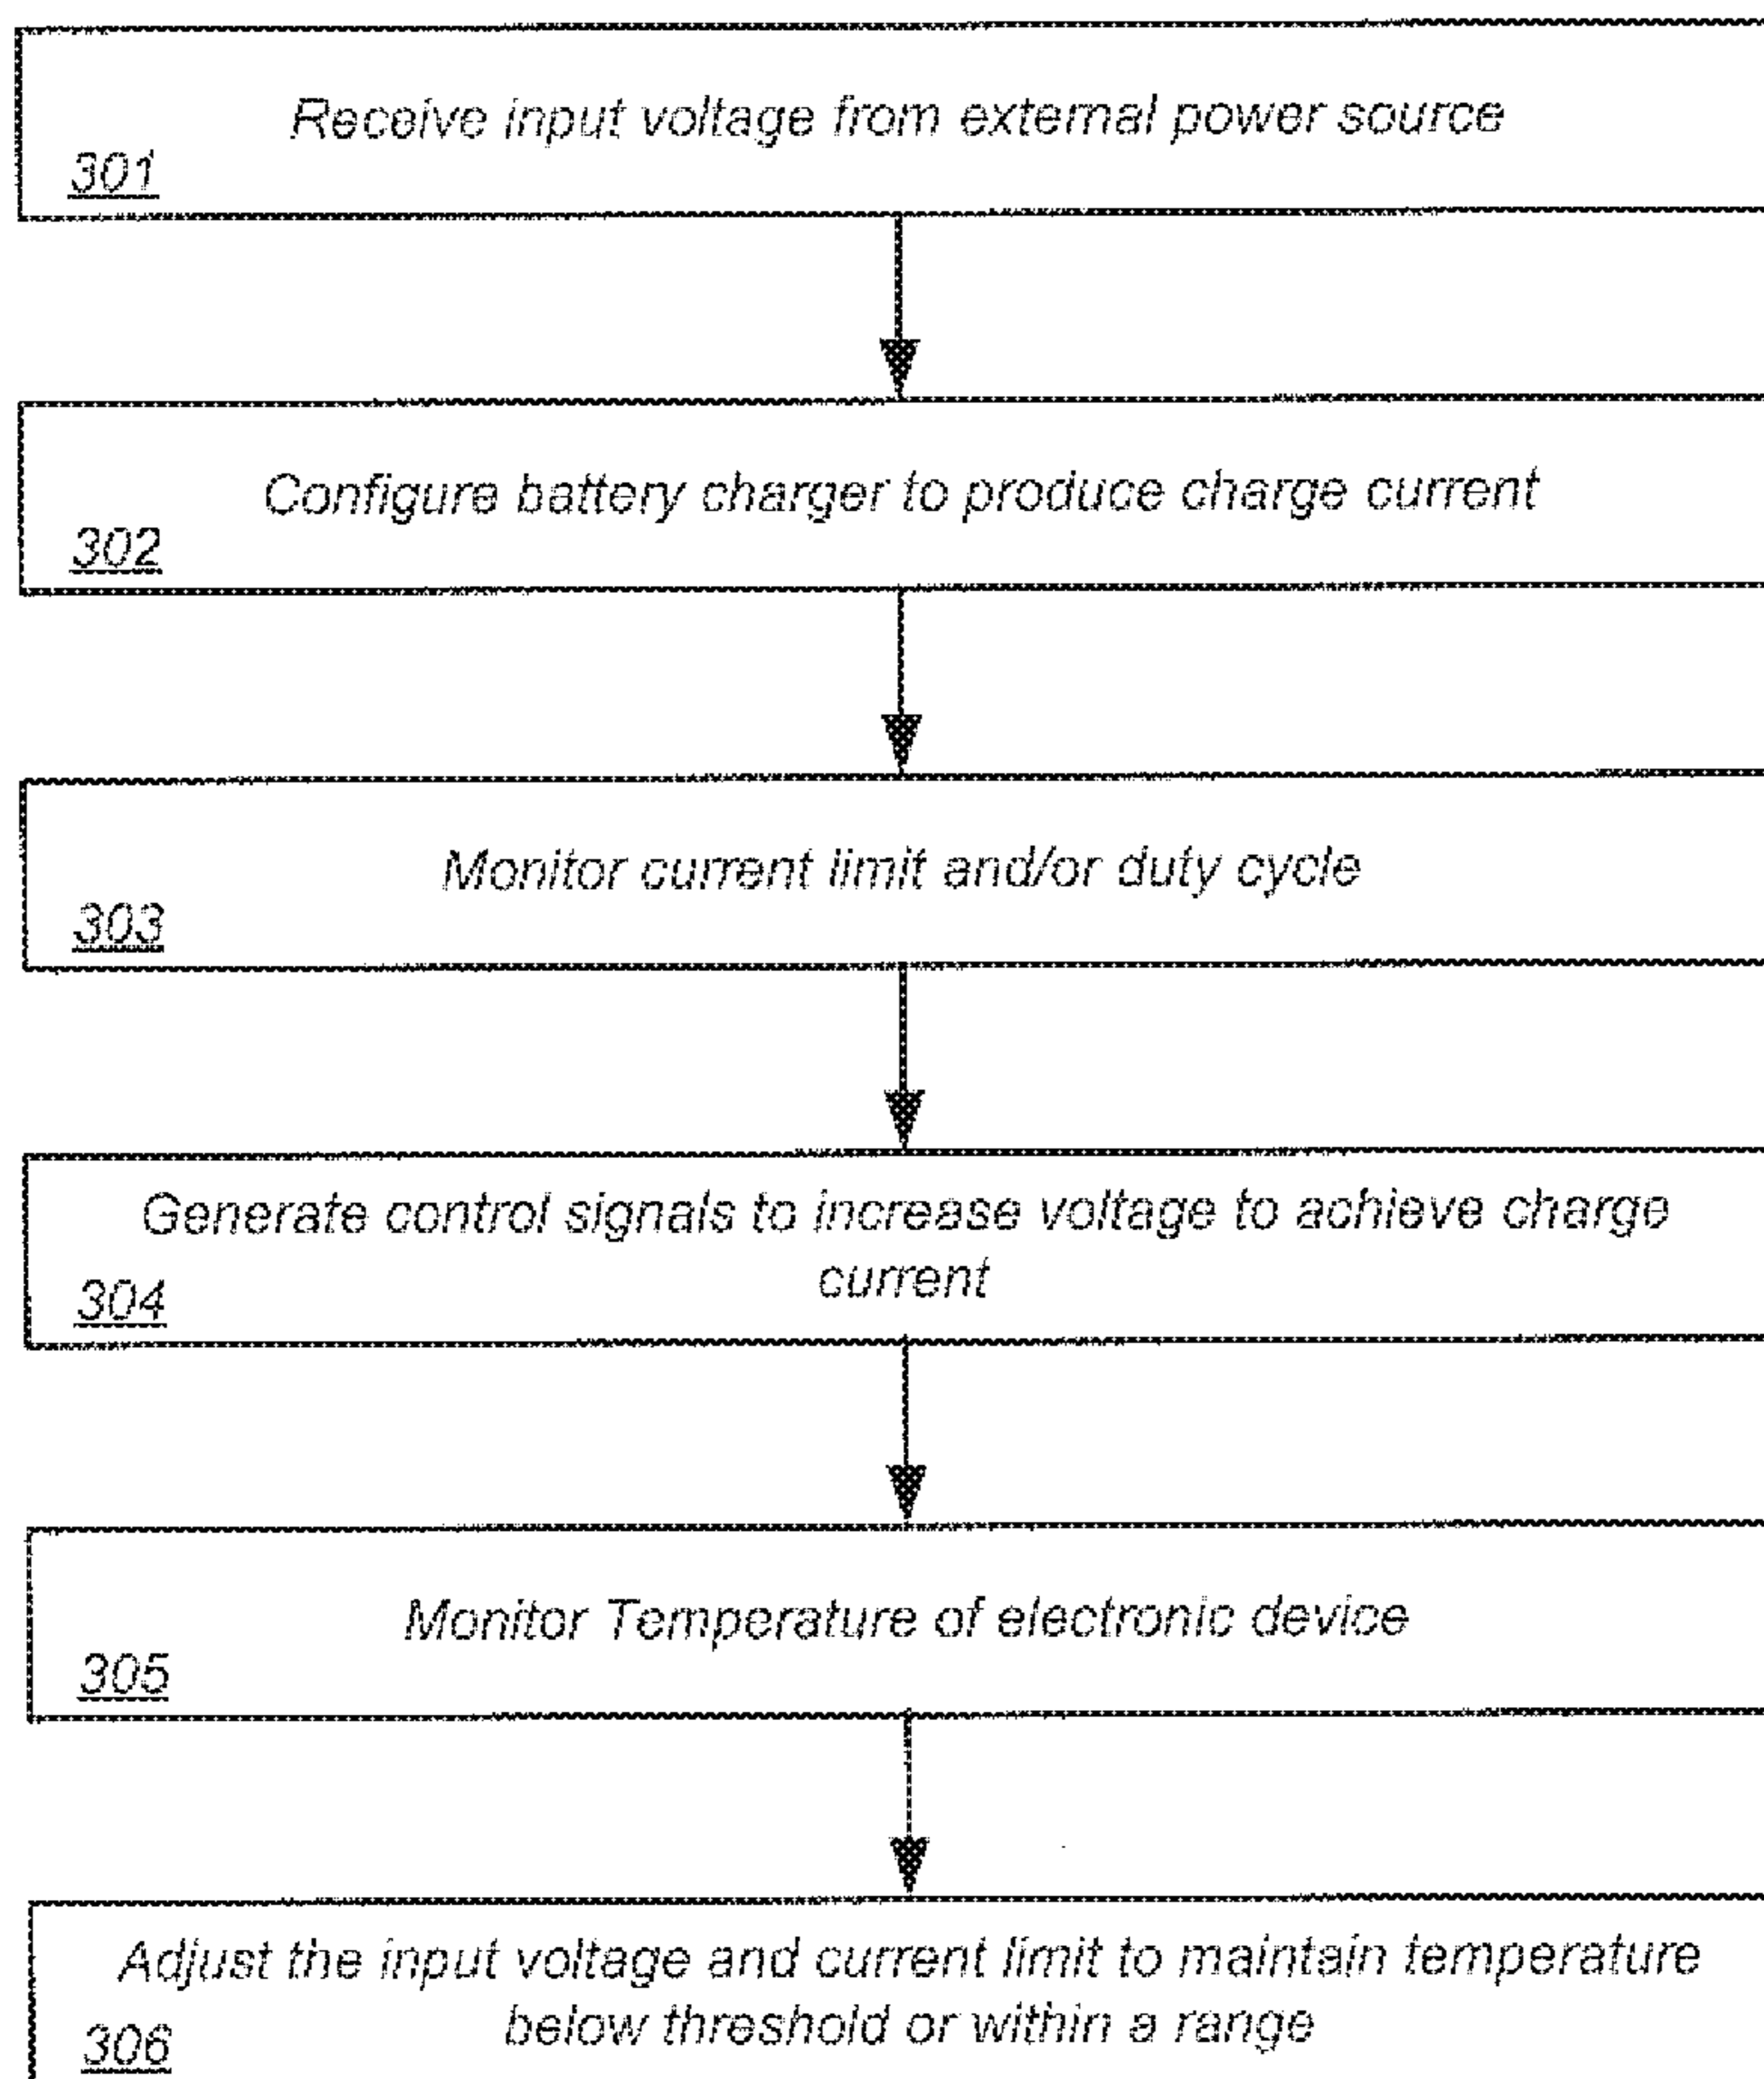 Receive input voltage from external power source
301
Configure battery charger to produce charge current
302
Monitor current limit and/or duty cycle
303
Generate control signals to increase voltage to achieve charge
current
304
Monitor Temperature of electronic device
305
Adjust the input voltage and current limit to maintain temperature
below threshold or within a range
306